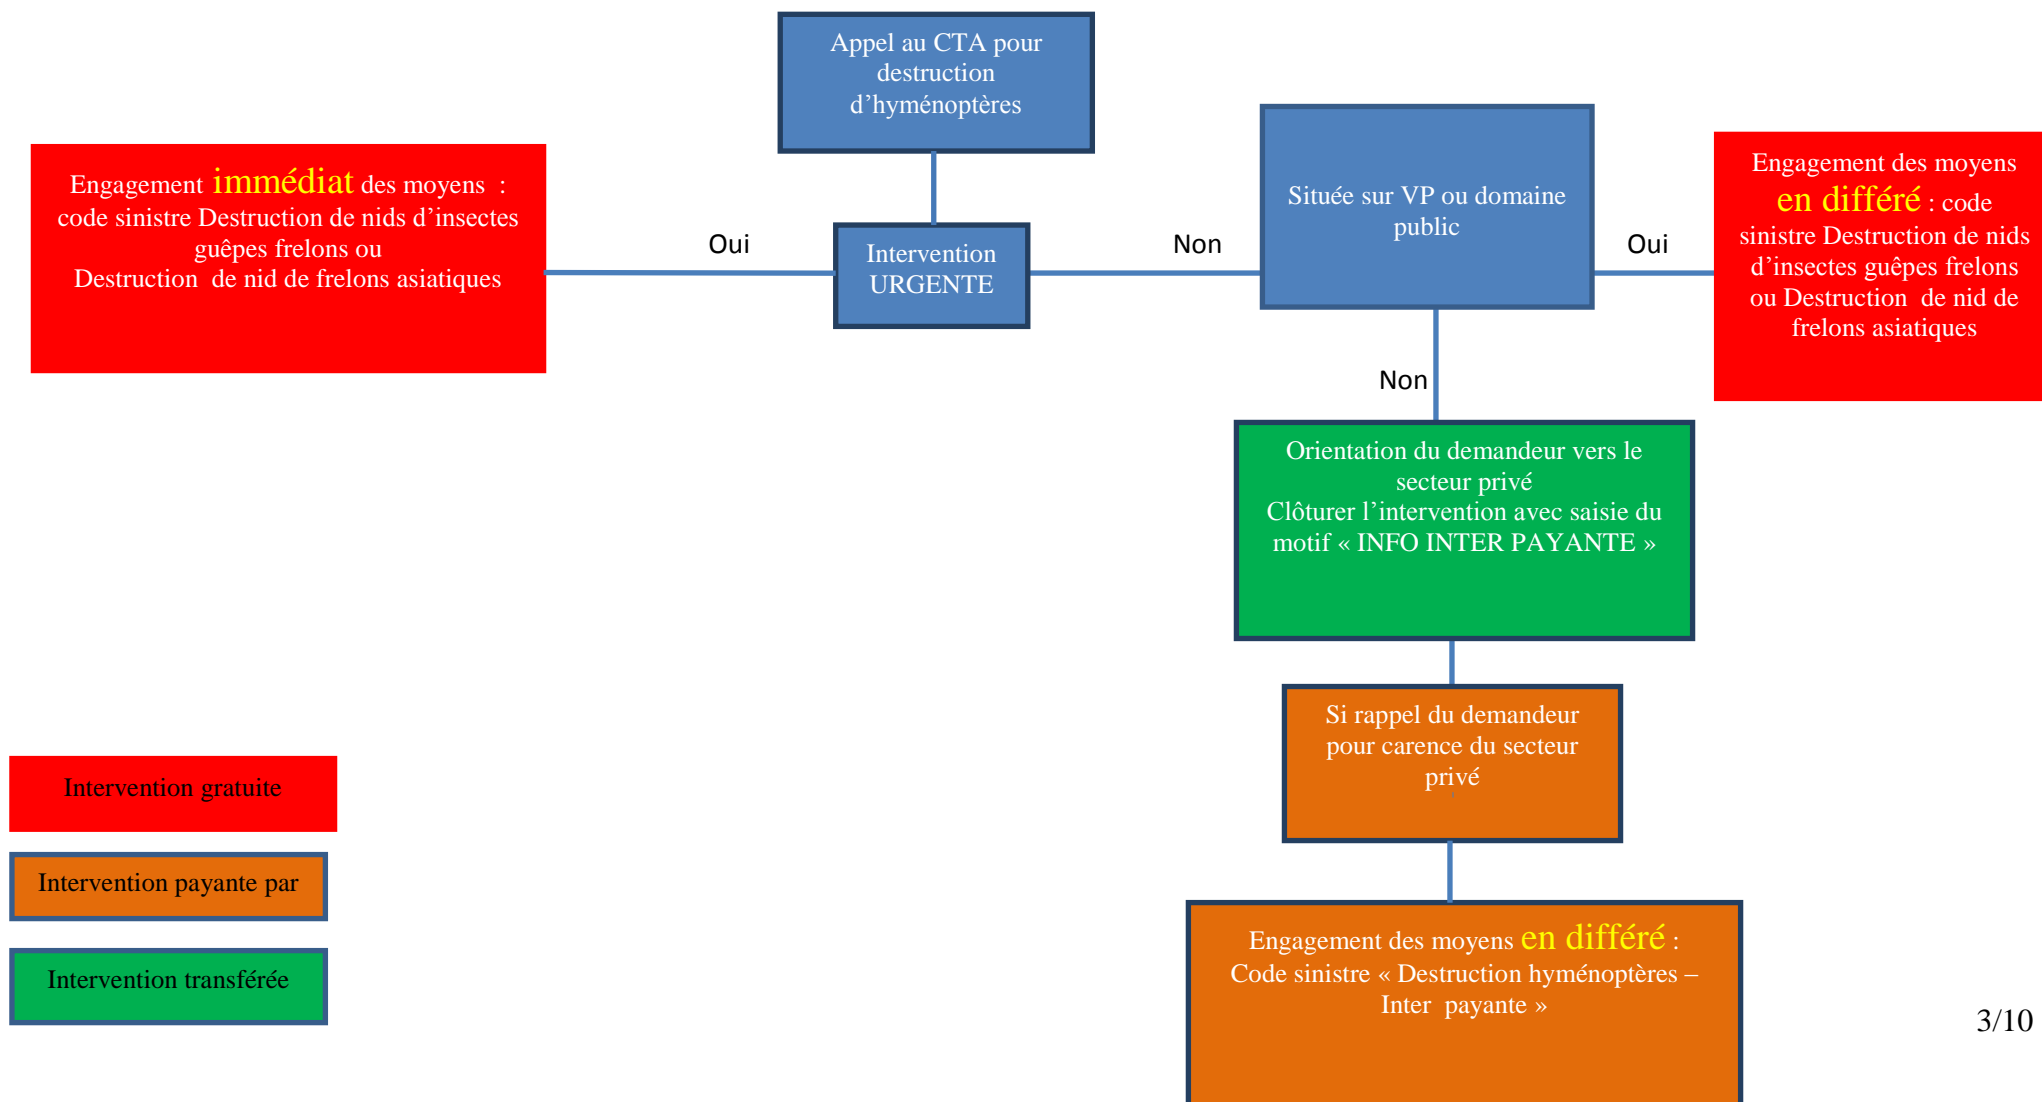 Appel au CTA pour
destruction
d’hyménoptères
Engagement immédiat des moyens :
code sinistre Destruction de nids d’insectes
guêpes frelons ou
Destruction de nid de frelons asiatiques
Oui
Intervention
URGENTE
Non
Située sur VP ou domaine
public
Oui
Engagement des moyens
en différé : code
sinistre Destruction de nids
d’insectes guêpes frelons
ou Destruction de nid de
frelons asiatiques
Non
Orientation du demandeur vers le
secteur privé
Clôturer l’intervention avec saisie du
motif « INFO INTER PAYANTE »
Si rappel du demandeur
pour carence du secteur
privé
Engagement des moyens en différé :
Code sinistre « Destruction hyménoptères –
Inter payante »
Intervention gratuite
Intervention payante par
Intervention transférée
3/10